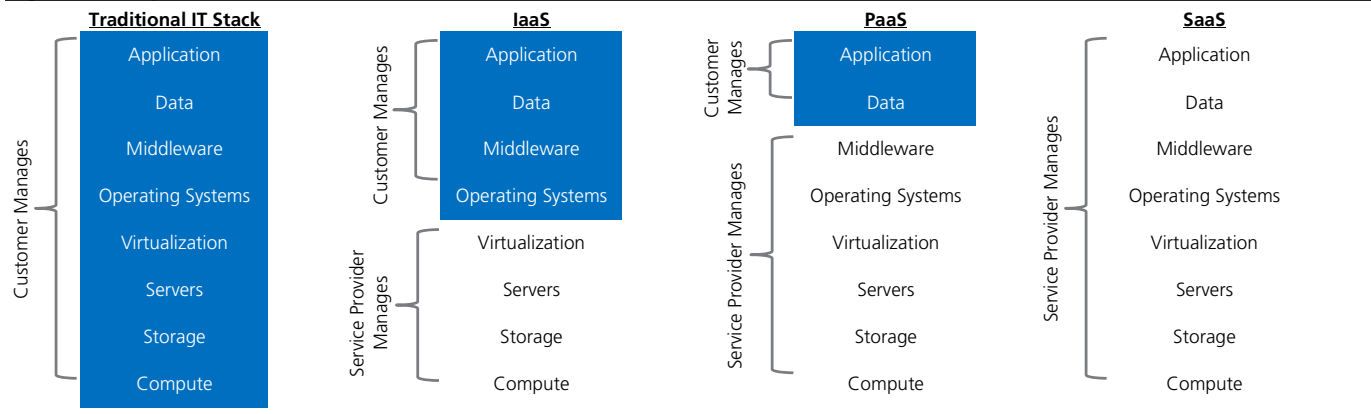 Traditional IT Stack
Customer Manages
Application
Data
Middleware
Operating Systems
Virtualization
Servers
Storage
Compute
IaaS
Customer Manages
Application
Data
Middleware
Operating Systems
Service Provider
Manages
Virtualization
Servers
Storage
Compute
PaaS
Customer
Manages
Application
Data
Service Provider Manages
Middleware
Operating Systems
Virtualization
Servers
Storage
Compute
SaaS
Service Provider Manages
Application
Data
Middleware
Operating Systems
Virtualization
Servers
Storage
Compute